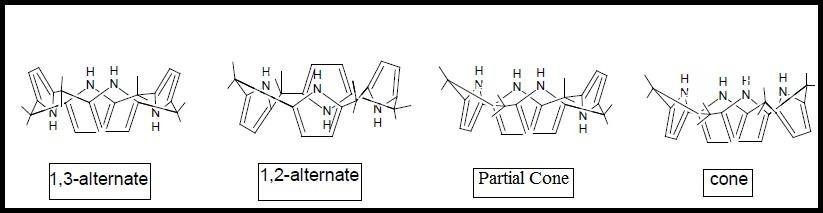 H H
N N
N N
H H
1,3-alternate
H
N
H
N
N
H
N
H
1,2-alternate
H H H
N N N
N
H
Partial Cone
H H H H
N N N N
cone